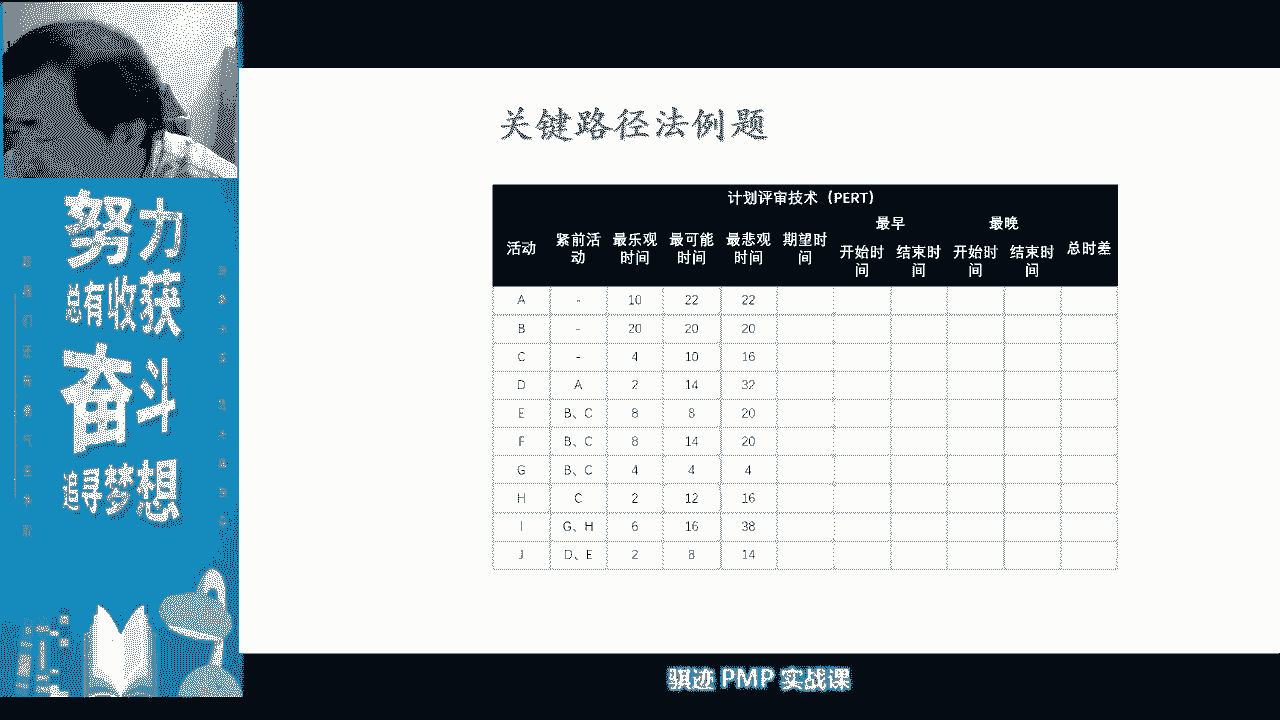 努力
总有收获
奋斗
追寻梦想
关键路径法例题
计划评审技术（PERT）
活动 紧前活动 最乐观时间 最可能时间 最悲观时间 期望时间 最早 最晚 总时差
开始时间 结束时间 开始时间 结束时间
A - 10 22 22
B - 20 20 20
C - 4 10 16
D A 2 14 32
E B、C 8 8 20
F B、C 8 14 20
G B、C 4 4 4
H C 2 12 16
I G、H 6 16 38
J D、E 2 8 14
骐迹 PMP 实战课